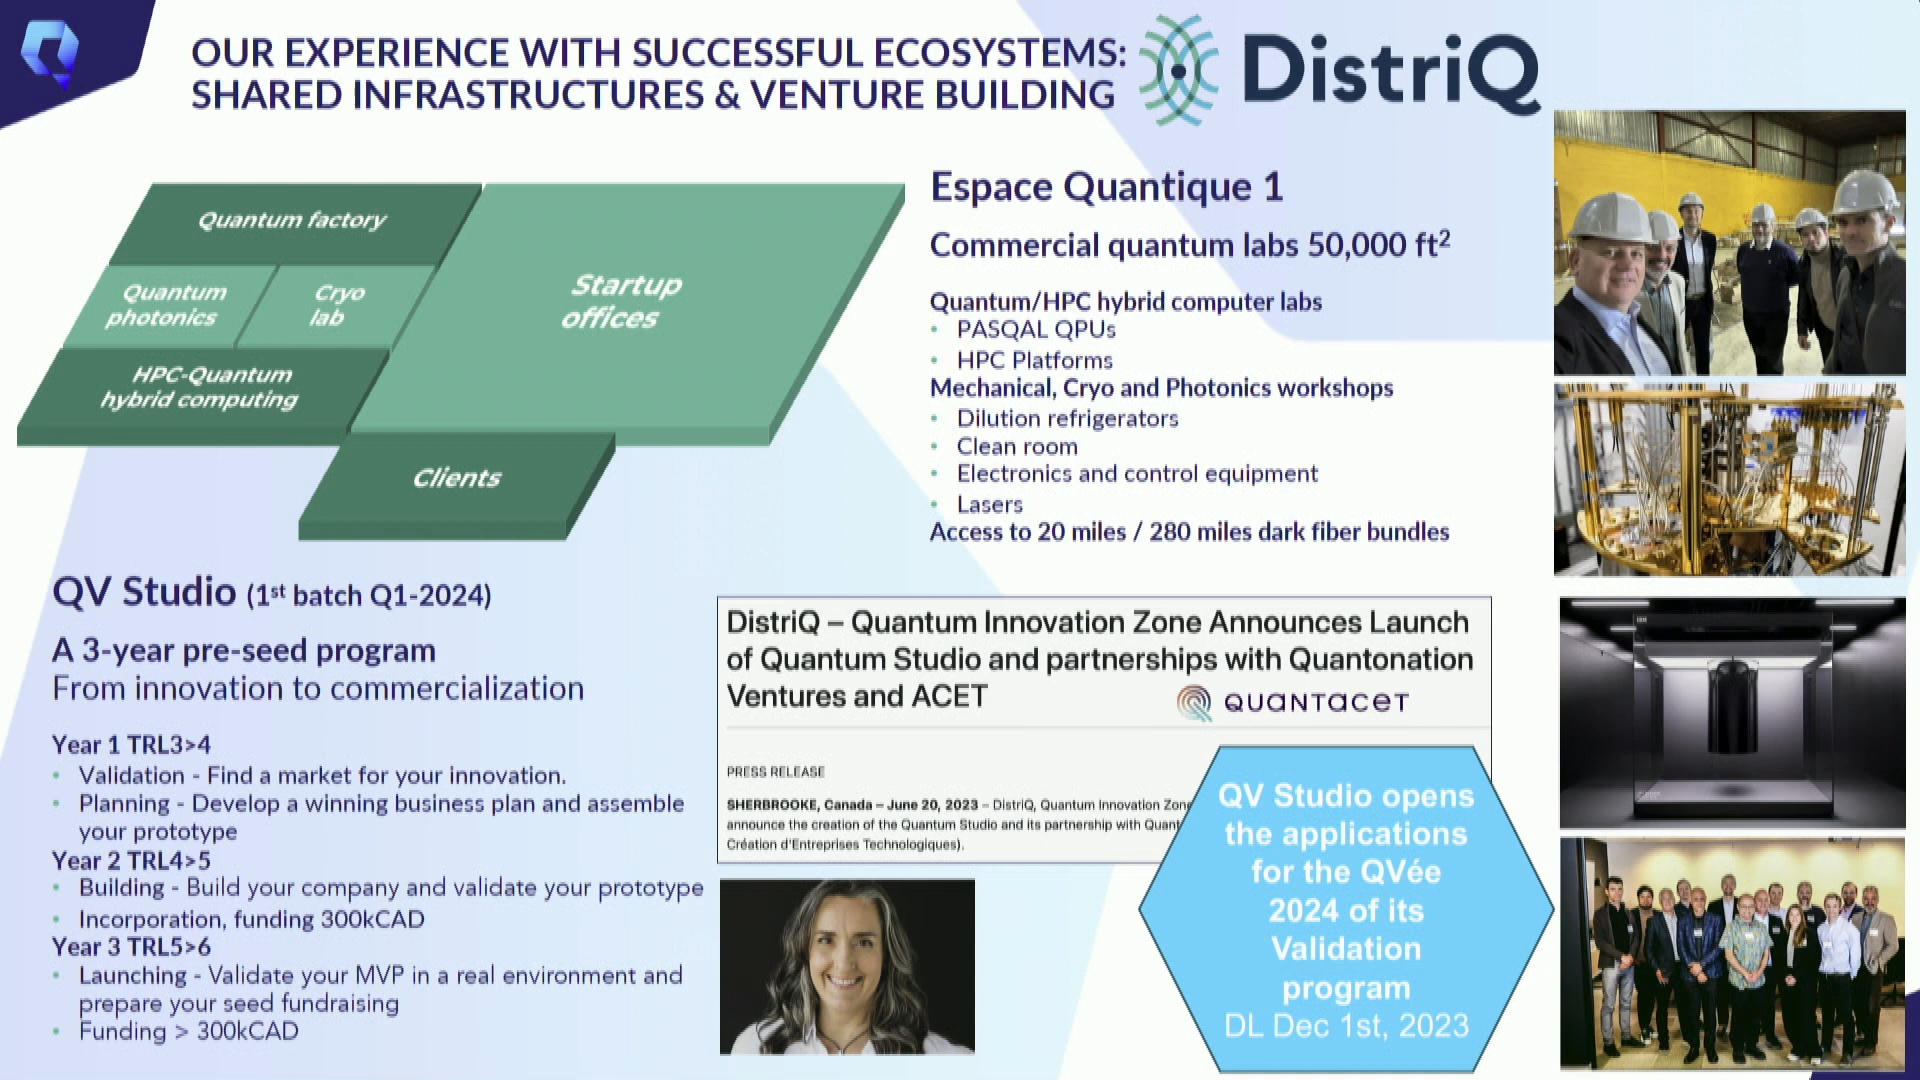 OUR EXPERIENCE WITH SUCCESSFUL ECOSYSTEMS:
SHARED INFRASTRUCTURES & VENTURE BUILDING
DistriQ
Quantum factory
Quantum
photonics
Cryo
lab
HPC-Quantum
hybrid computing
Startup
offices
Clients
Espace Quantique 1
Commercial quantum labs 50,000 ft²
Quantum/HPC hybrid computer labs
• PASQAL QPUs
• HPC Platforms
Mechanical, Cryo and Photonics workshops
• Dilution refrigerators
• Clean room
• Electronics and control equipment
• Lasers
Access to 20 miles / 280 miles dark fiber bundles
QV Studio (1st batch Q1-2024)
A 3-year pre-seed program
From innovation to commercialization
Year 1 TRL3>4
• Validation - Find a market for your innovation.
• Planning - Develop a winning business plan and assemble
your prototype
Year 2 TRL4>5
• Building - Build your company and validate your prototype
• Incorporation, funding 300kCAD
Year 3 TRL5>6
• Launching - Validate your MVP in a real environment and
prepare your seed fundraising
• Funding > 300kCAD
DistriQ – Quantum Innovation Zone Announces Launch
of Quantum Studio and partnerships with Quantonation
Ventures and ACET
QUANTACET
PRESS RELEASE
SHERBROOKE, Canada – June 20, 2023 – DistriQ, Quantum Innovation Zone
announce the creation of the Quantum Studio and its partnership with Quant
Création d'Entreprises Technologiques).
QV Studio opens
the applications
for the QVée
2024 of its
Validation
program
DL Dec 1st, 2023
IBM